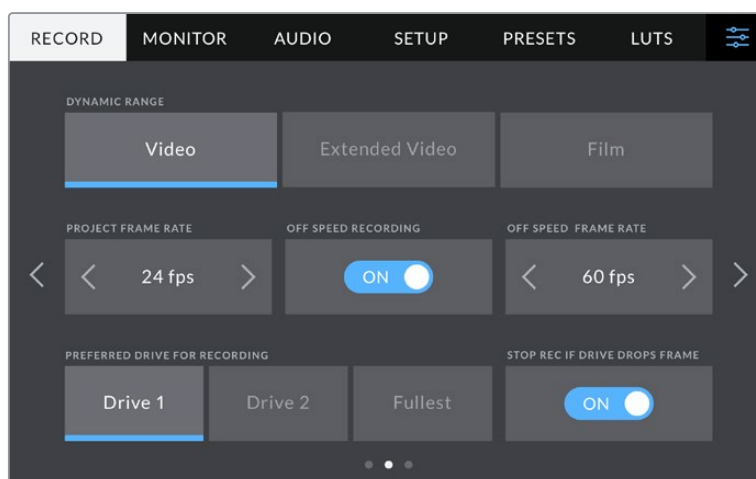 RECORD MONITOR AUDIO SETUP PRESETS LUTS
DYNAMIC RANGE
Video Extended Video Film
PROJECT FRAME RATE OFF SPEED RECORDING OFF SPEED FRAME RATE
24 fps ON 60 fps
PREFERRED DRIVE FOR RECORDING STOP REC IF DRIVE DROPS FRAME
Drive 1 Drive 2 Fullest ON